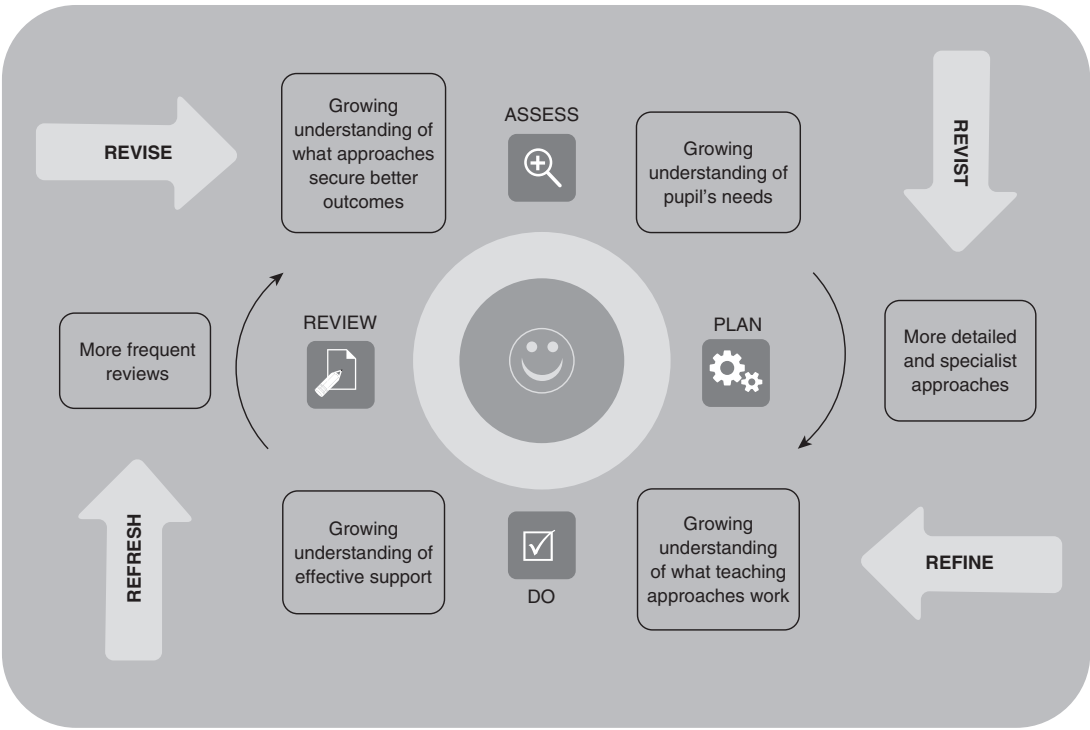 REVISE
Growing
understanding of
what approaches
secure better
outcomes
ASSESS
Growing
understanding of
pupil's needs
REVIST
More frequent
reviews
REVIEW
PLAN
More detailed
and specialist
approaches
REFRESH
Growing
understanding of
effective support
DO
Growing
understanding
of what teaching
approaches work
REFINE